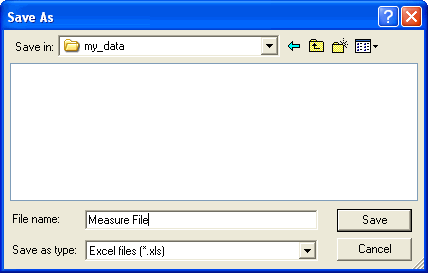 Save As
Save in: my_data
File name: Measure File
Save
Save as type: Excel files (*.xls)
Cancel